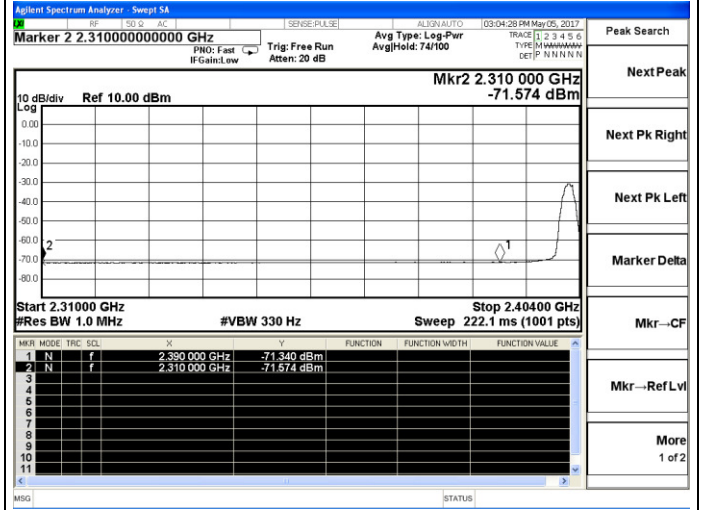 Agilent Spectrum Analyzer - Swept SA
LXI RF 50 Ω AC SENSE:PULSE ALIGN AUTO 03:04:28 PM May 05, 2017
Marker 2 2.310000000000 GHz
PNO: Fast
IFGain:Low
Trig: Free Run
Atten: 20 dB
Avg Type: Log-Pwr
Avg|Hold: 74/100
TRACE 1 2 3 4 5 6
TYPE MWWWWW
DET P N N N N N
Peak Search
Mkr2 2.310 000 GHz
-71.574 dBm
10 dB/div Ref 10.00 dBm
Log
0.00
-10.0
-20.0
-30.0
-40.0
-50.0
-60.0
-70.0
-80.0
2
1
Start 2.31000 GHz Stop 2.40400 GHz
#Res BW 1.0 MHz #VBW 330 Hz Sweep 222.1 ms (1001 pts)
MKR MODE TRC SCL X Y FUNCTION FUNCTION WIDTH FUNCTION VALUE
1 N f 2.390 000 GHz -71.340 dBm
2 N f 2.310 000 GHz -71.574 dBm
3
4
5
6
7
8
9
10
11
MSG STATUS
Next Peak
Next Pk Right
Next Pk Left
Marker Delta
Mkr→CF
Mkr→Ref Lvl
More
1 of 2